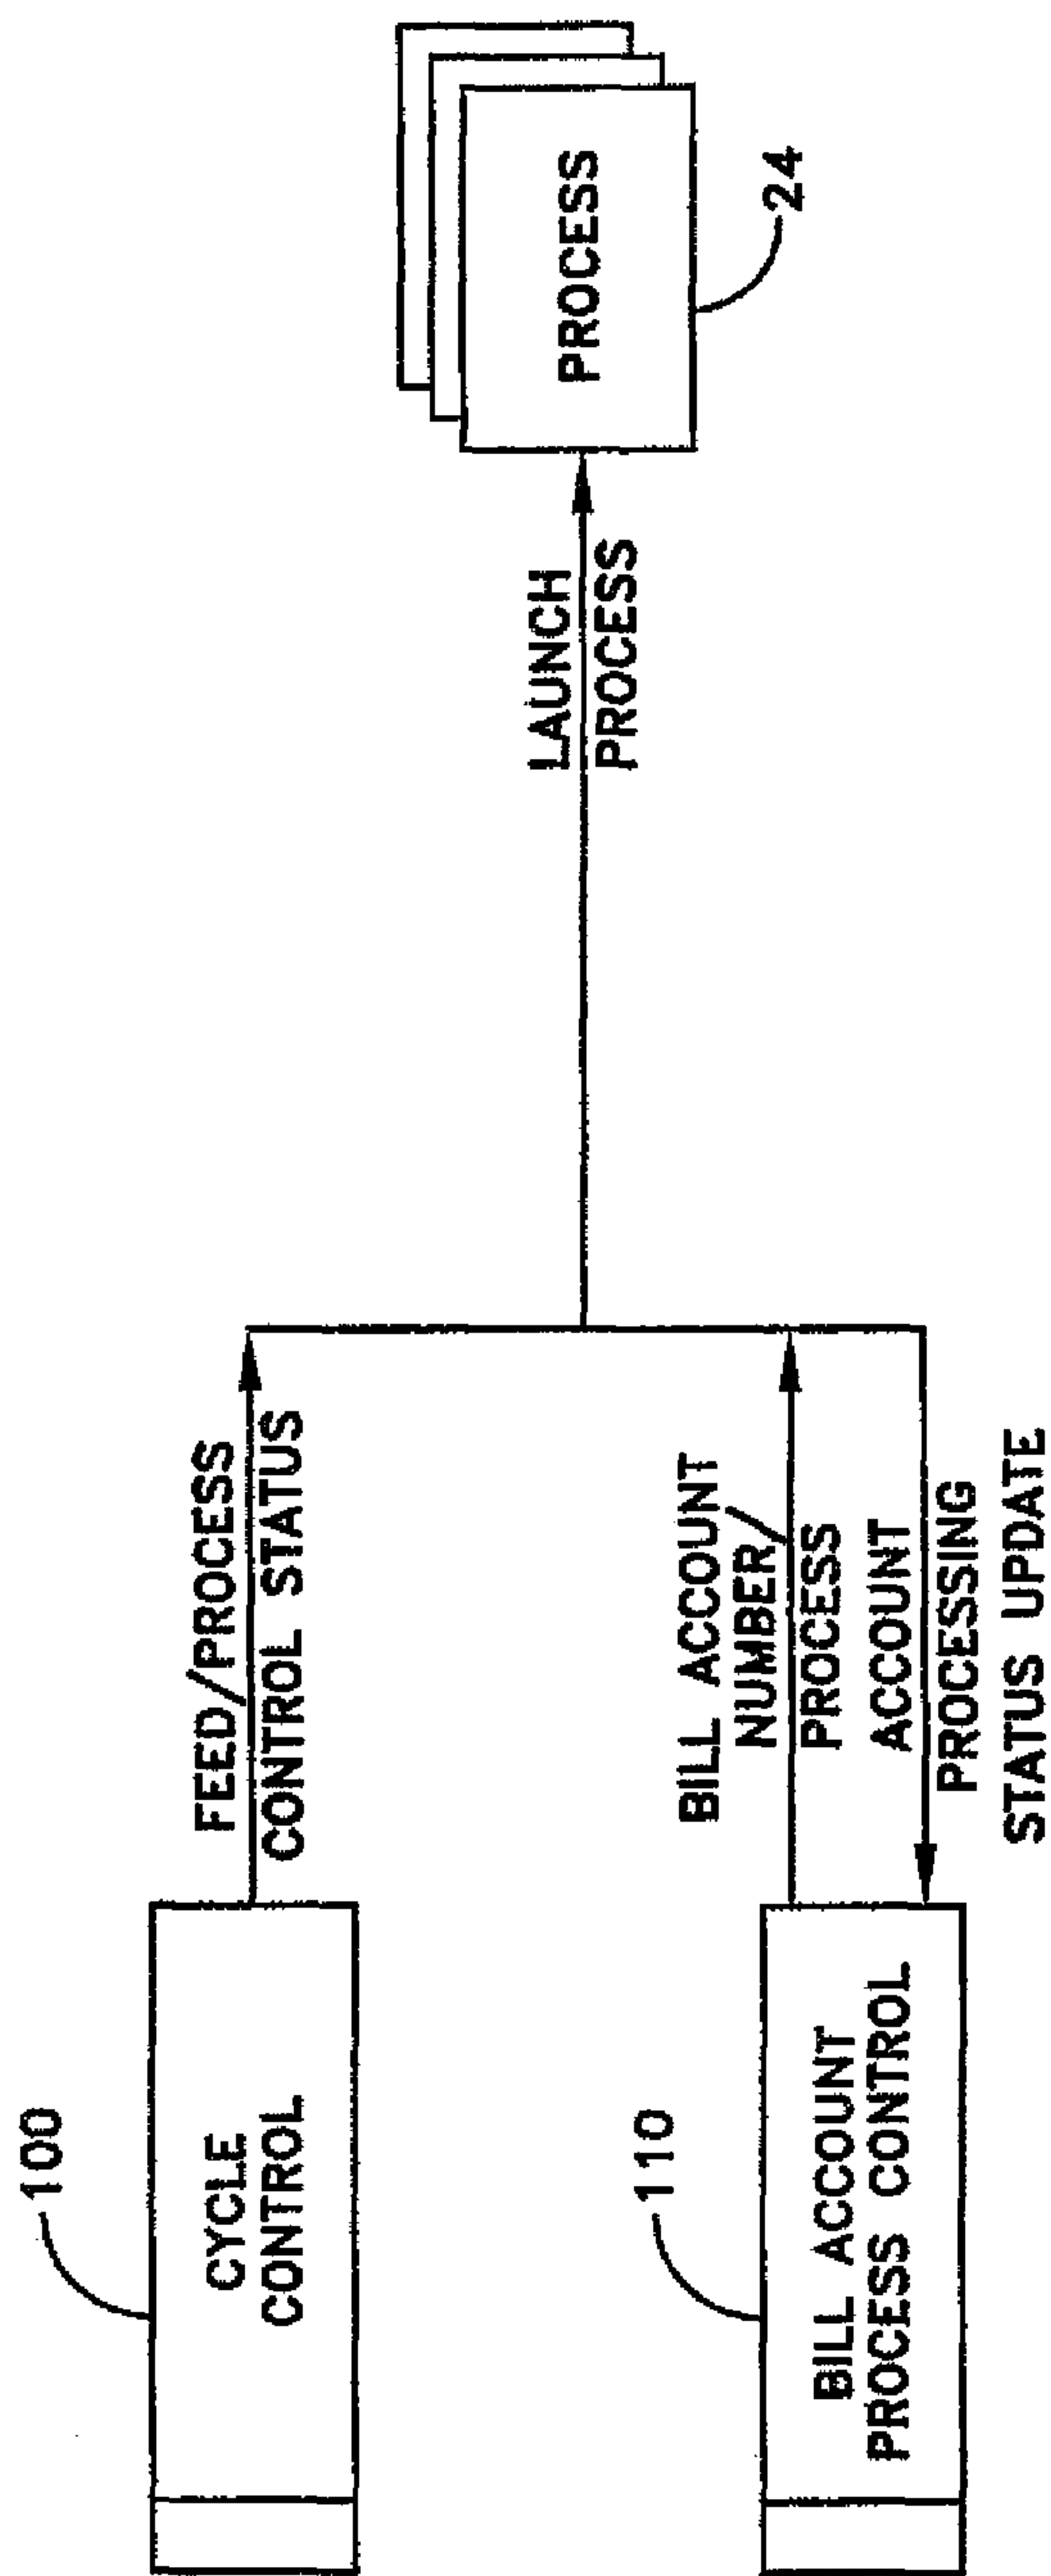 100
CYCLE
CONTROL
FEED/PROCESS
CONTROL STATUS
LAUNCH
PROCESS
PROCESS
24
110
BILL ACCOUNT
PROCESS CONTROL
BILL ACCOUNT
NUMBER
PROCESS
ACCOUNT
PROCESSING
STATUS UPDATE